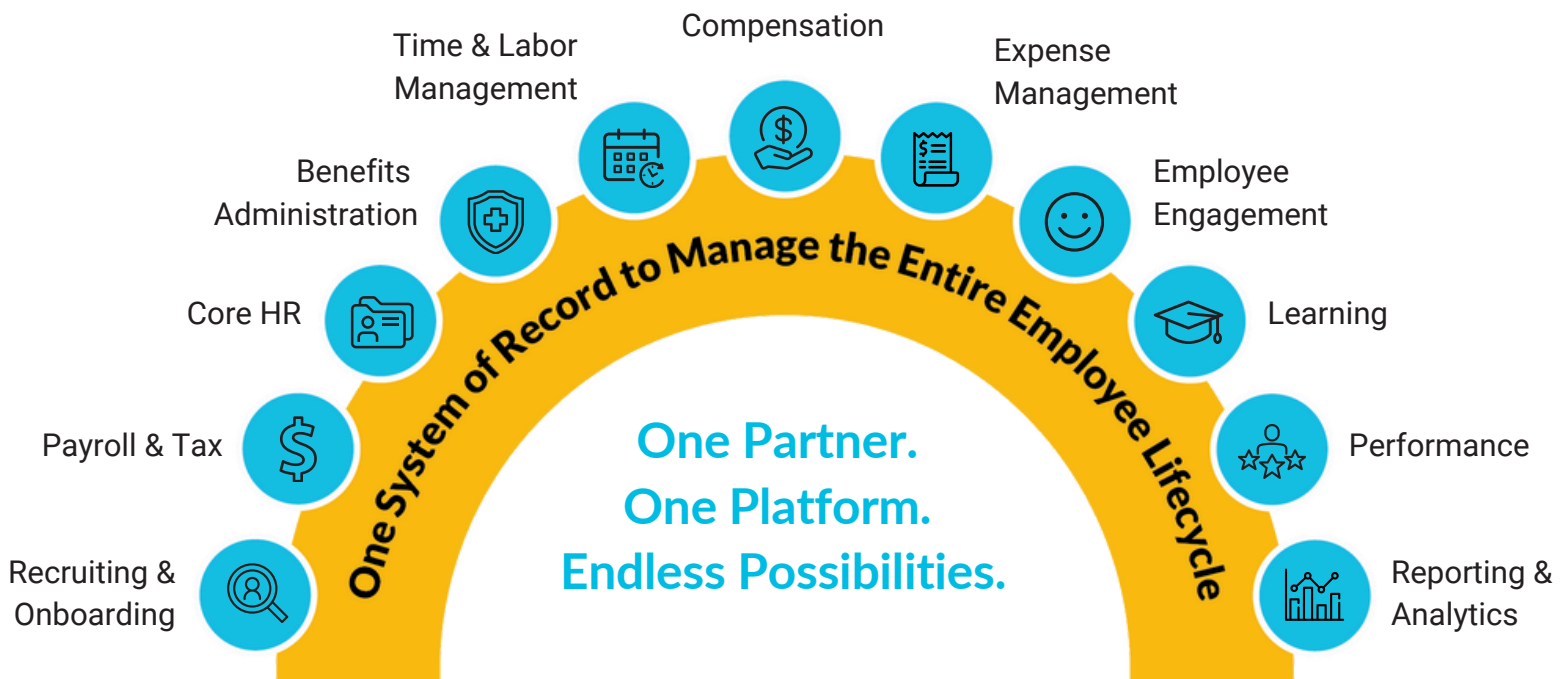 Compensation
Time & Labor
Management
Expense
Management
Benefits
Administration
Employee
Engagement
Core HR
Learning
Payroll & Tax
Performance
Recruiting &
Onboarding
Reporting &
Analytics
One System of Record to Manage the Entire Employee Lifecycle
One Partner.
One Platform.
Endless Possibilities.
$
$
$=